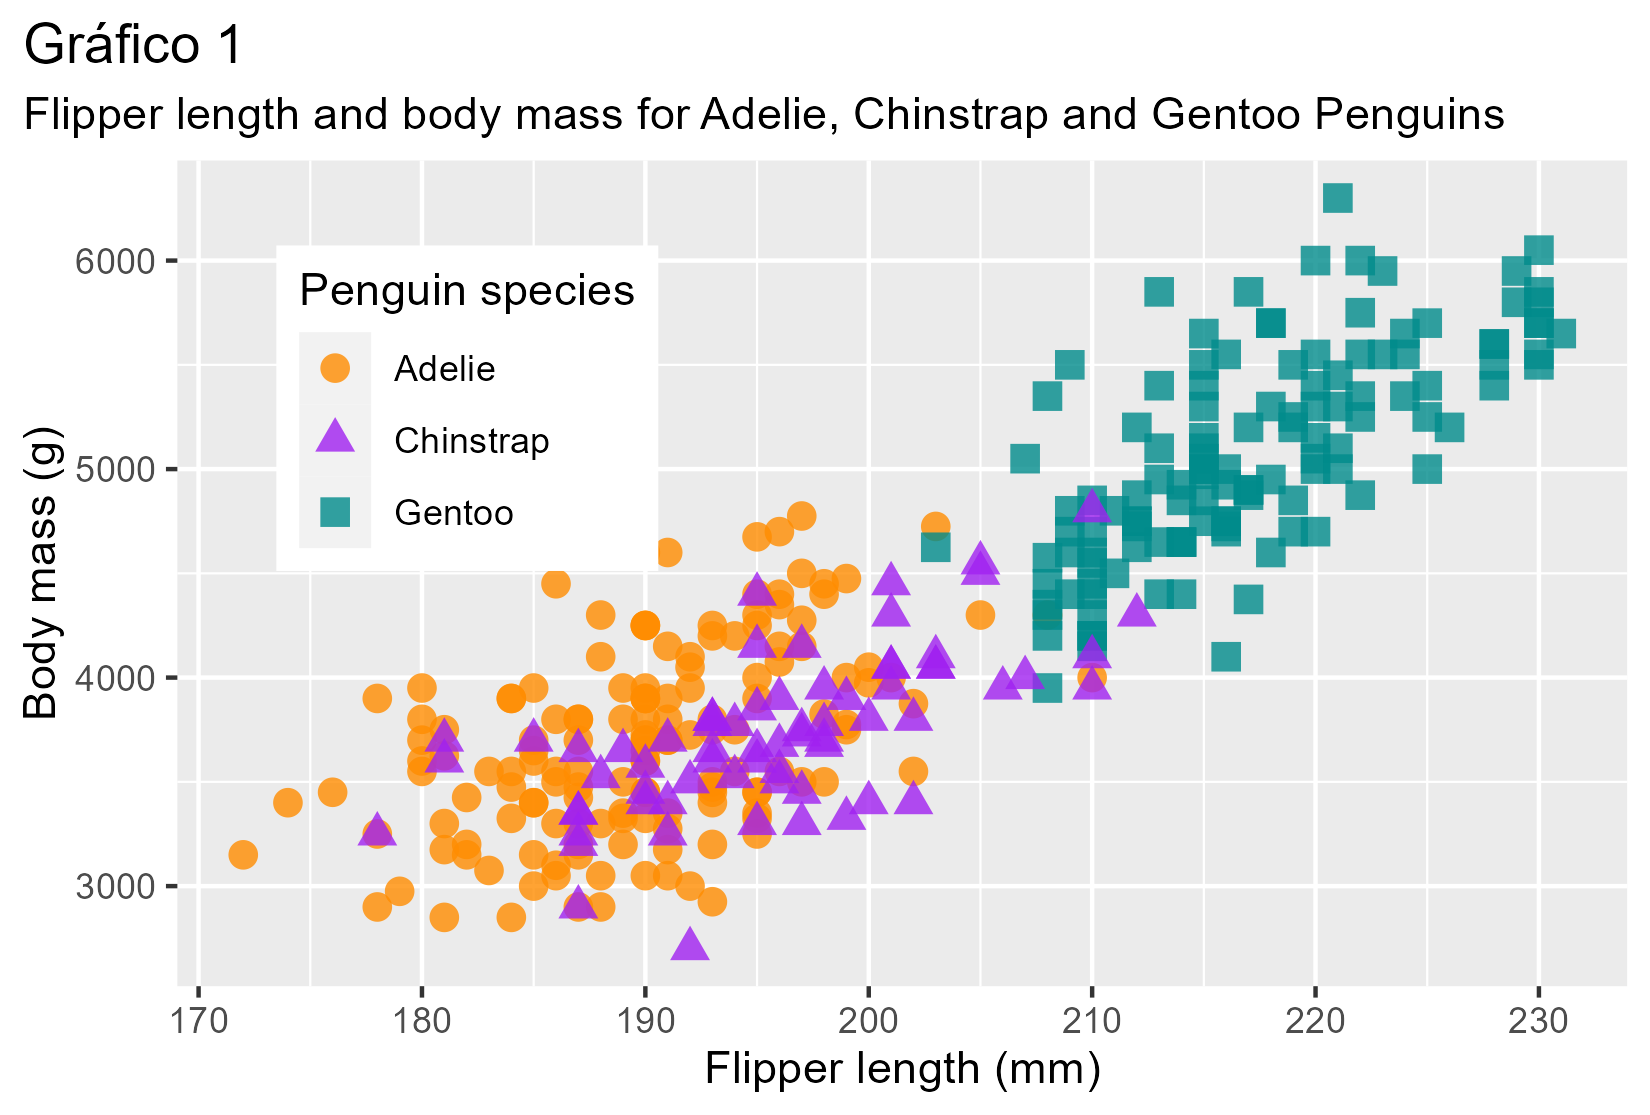 Gráfico 1
Flipper length and body mass for Adelie, Chinstrap and Gentoo Penguins
Penguin species
Adelie
Chinstrap
Gentoo
Body mass (g)
6000
5000
4000
3000
170 180 190 200 210 220 230
Flipper length (mm)